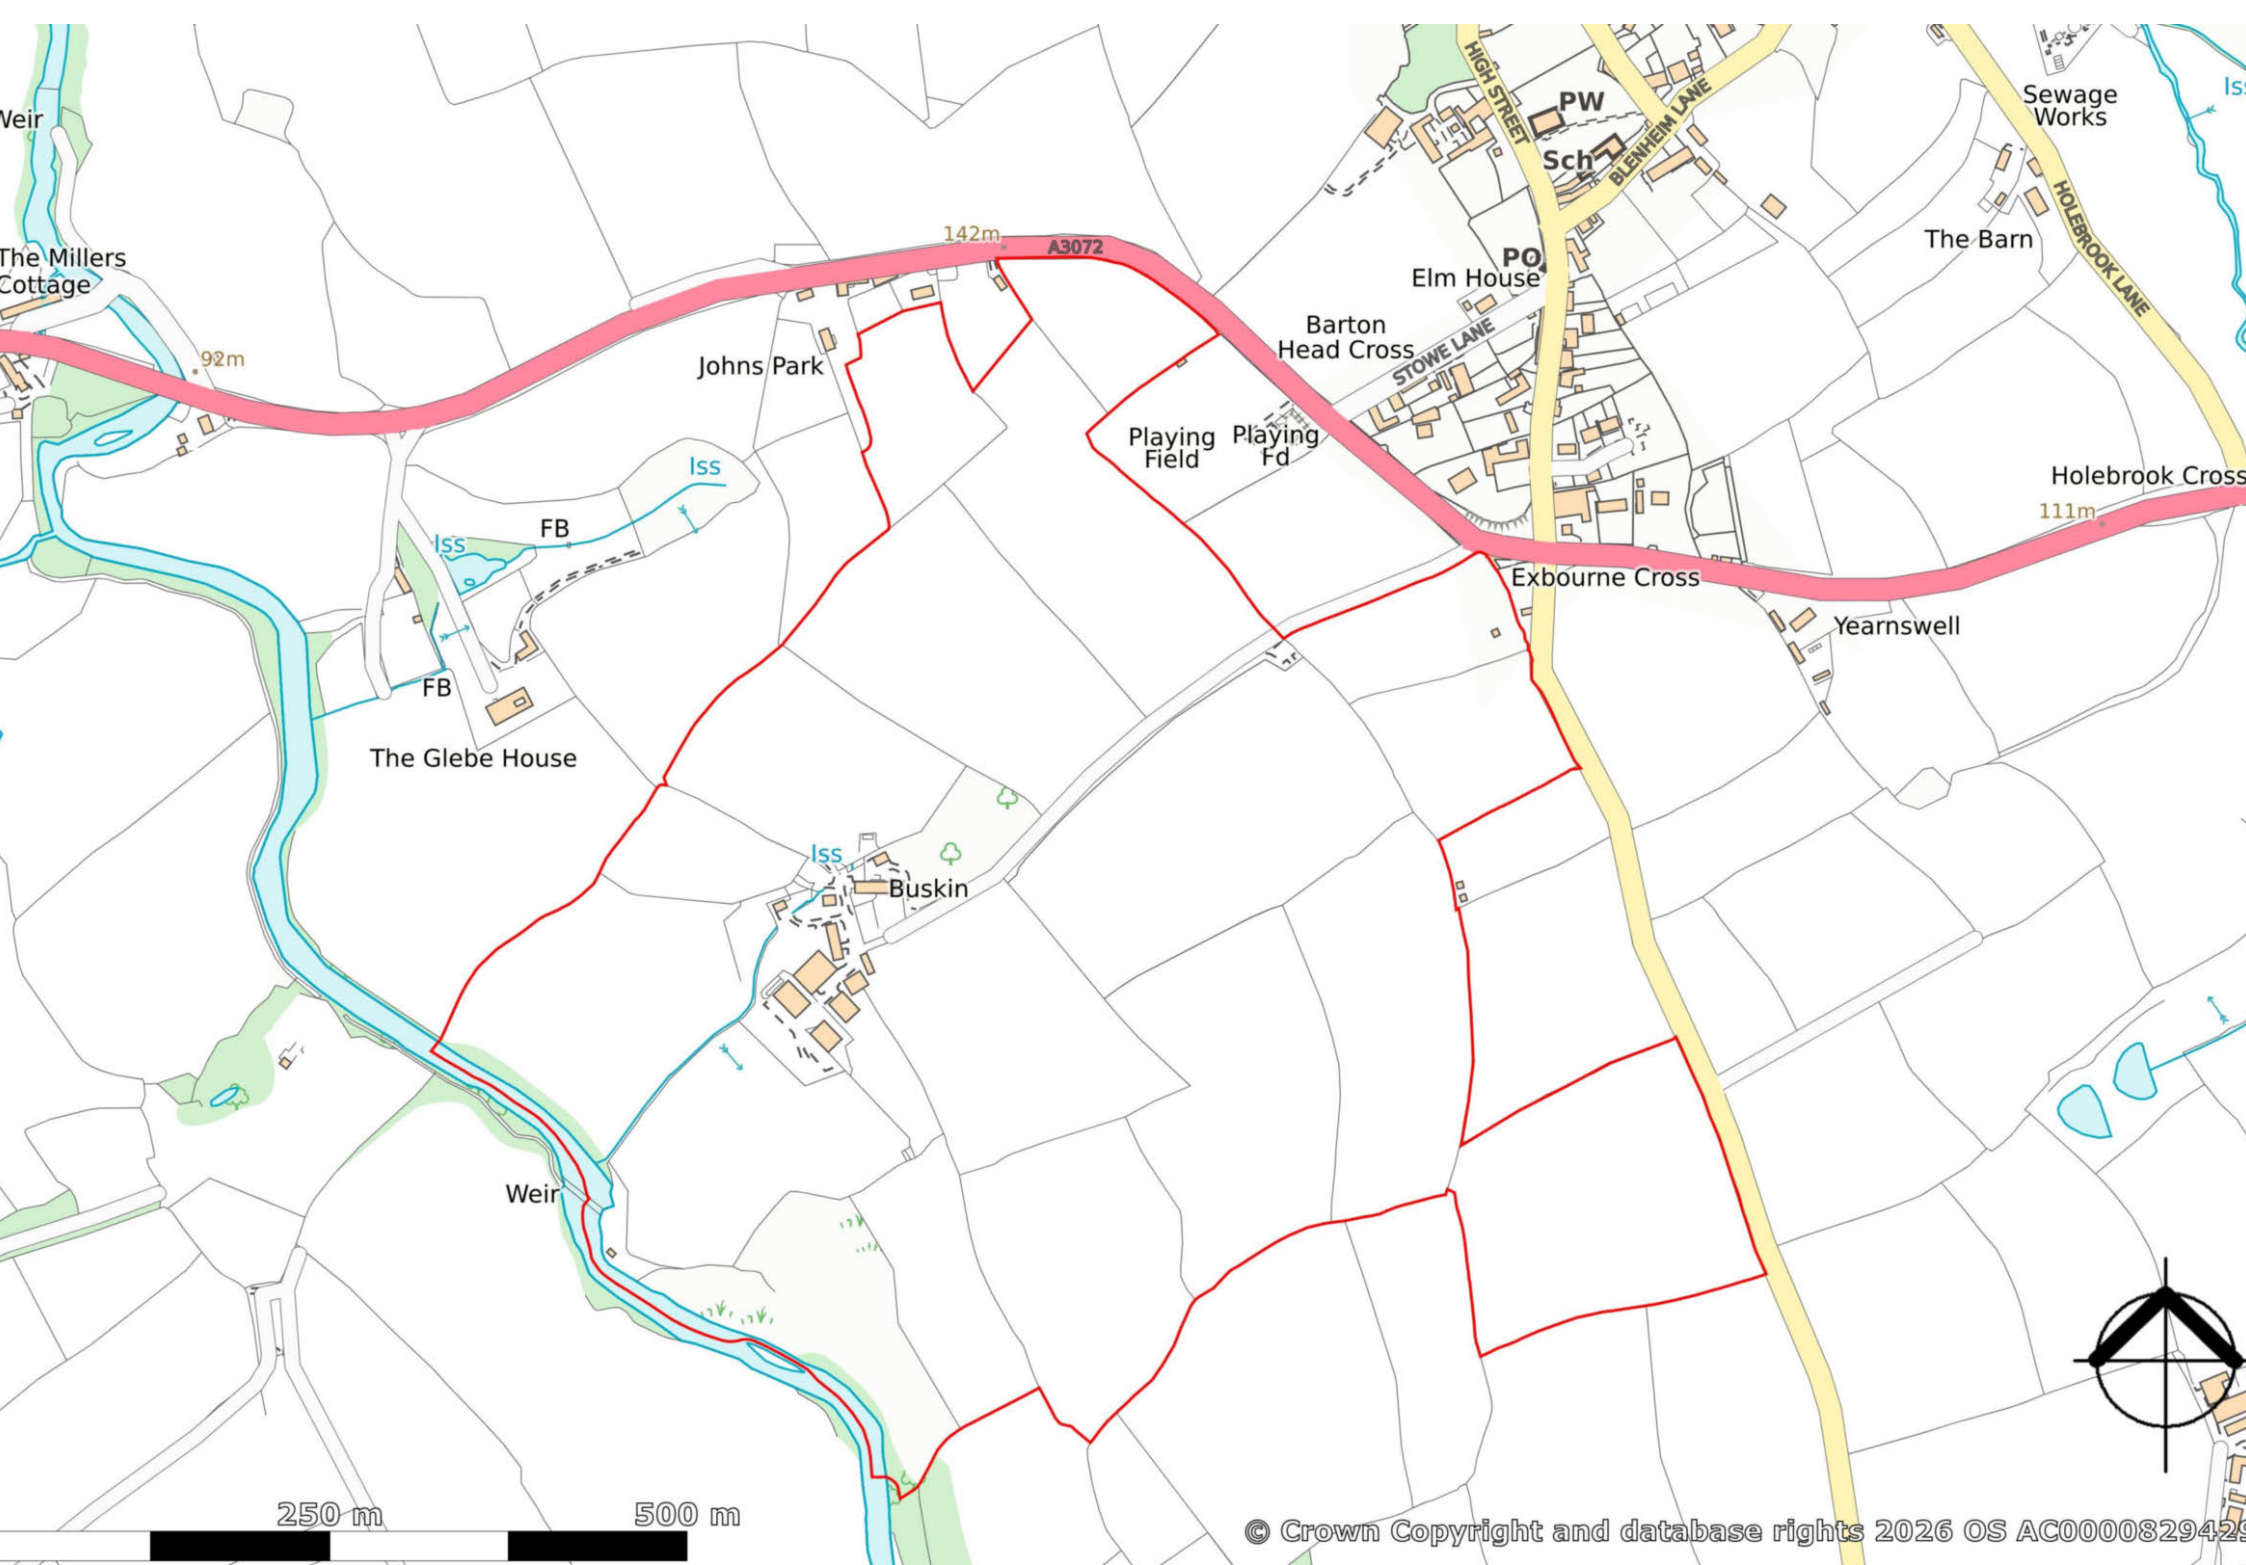 HIGH STREET
PW
BLENHEIM LANE
Sch
Sewage
Works
Iss
Weir
The Millers
Cottage
142m
A3072
PO
Elm House
The Barn
HOLEBROOK LANE
92m
Johns Park
Barton
Head Cross
STOWE LANE
Playing
Field
Playing
Fd
Iss
FB
Iss
Holebrook Cross
111m
Exbourne Cross
Yearnswell
FB
The Glebe House
Iss
Buskin
Weir
250 m
500 m
© Crown Copyright and database rights 2026 OS AC000082942